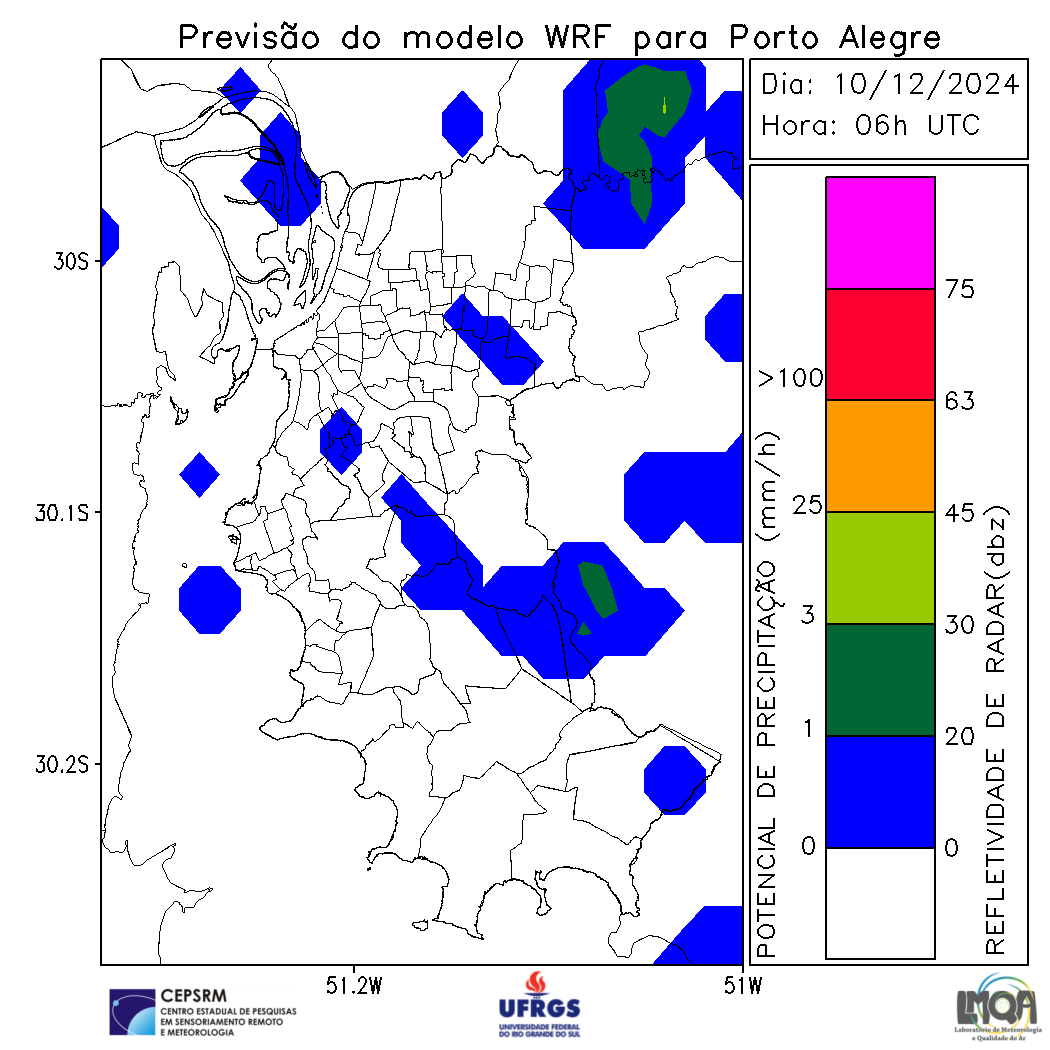 Previsão do modelo WRF para Porto Alegre
Dia: 10/12/2024
Hora: 06h UTC
30S
30.1S
30.2S
51.2W
51W
POTENCIAL DE PRECIPITAÇÃO (mm/h)
>100
25
3
1
0
75
63
45
30
20
0
REFLETIVIDADE DE RADAR(dbz)
CEPSRM
CENTRO ESTADUAL DE PESQUISAS
EM SENSORIAMENTO REMOTO
E METEOROLOGIA
UFRGS
UNIVERSIDADE FEDERAL
DO RIO GRANDE DO SUL
LMQA
Laboratório de Meteorologia
e Qualidade do Ar